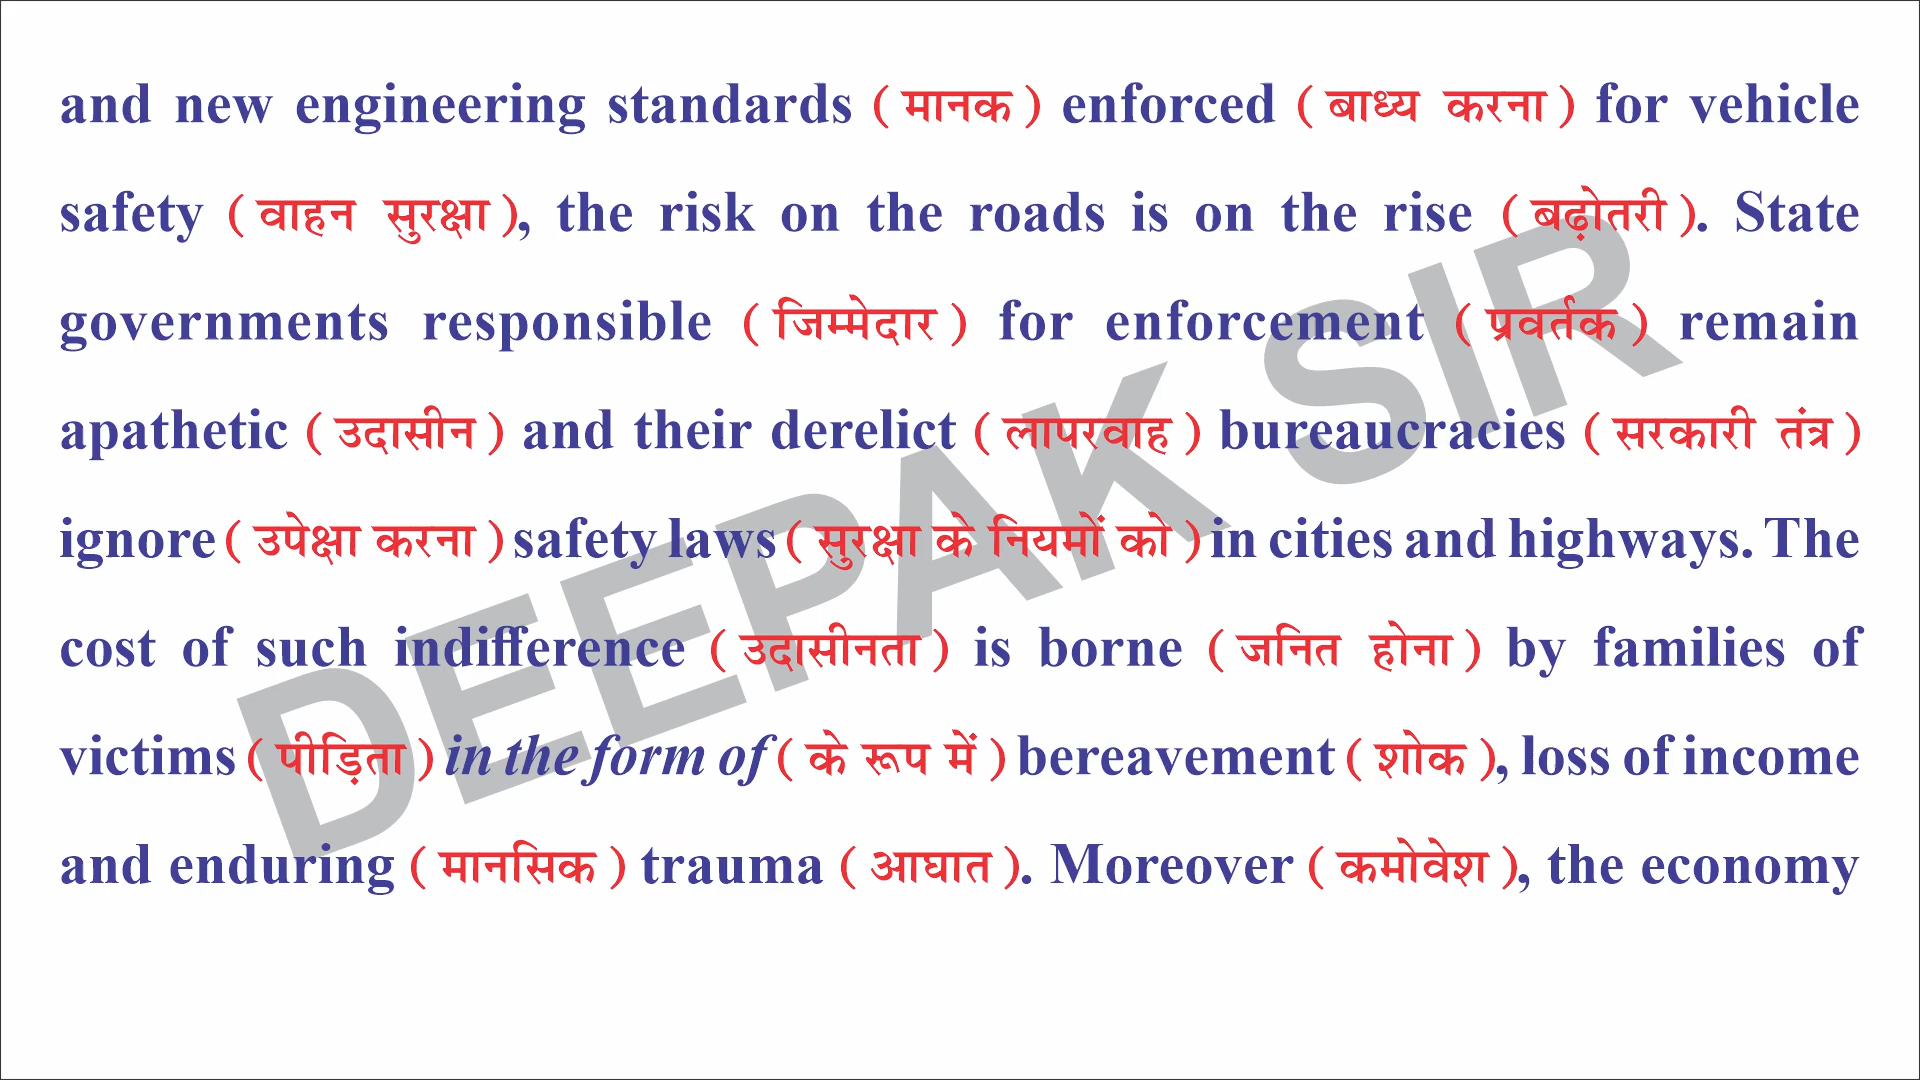 and new engineering standards ( मानक ) enforced ( बाध्य करना ) for vehicle
safety ( वाहन सुरक्षा ), the risk on the roads is on the rise ( बढ़ोतरी ). State
governments responsible ( जिम्मेदार ) for enforcement ( प्रवर्तक ) remain
apathetic ( उदासीन ) and their derelict ( लापरवाह ) bureaucracies ( सरकारी तंत्र )
ignore ( उपेक्षा करना ) safety laws ( सुरक्षा के नियमों को ) in cities and highways. The
cost of such indifference ( उदासीनता ) is borne ( जनित होना ) by families of
victims ( पीड़िता ) in the form of ( के रूप में ) bereavement ( शोक ), loss of income
and enduring ( मानसिक ) trauma ( आघात ). Moreover ( कमोवेश ), the economy
DEEPAK SIR